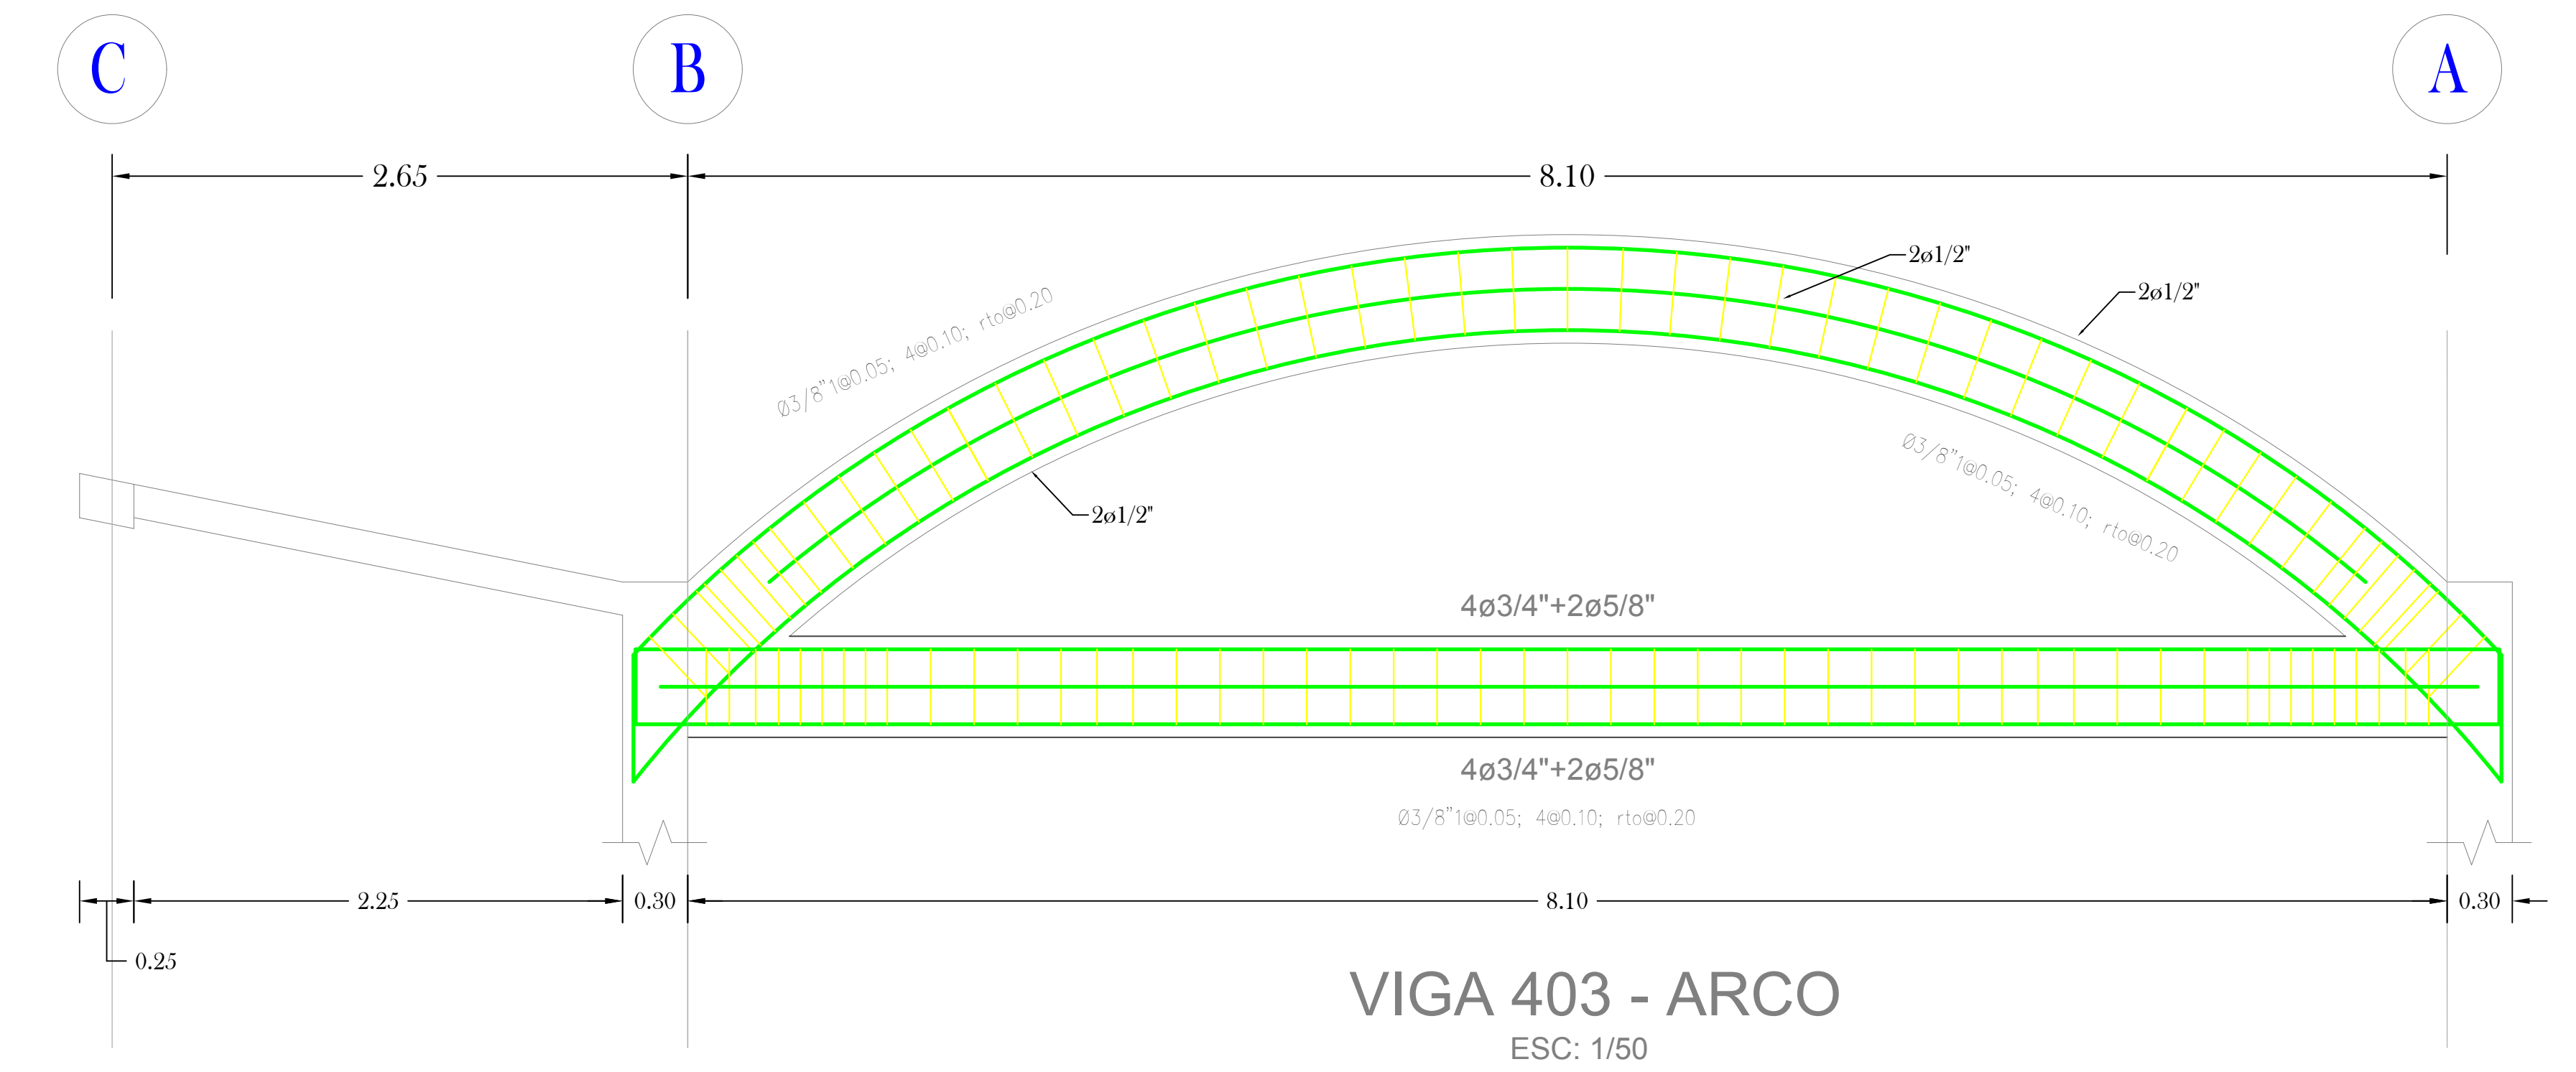 C
B
A
2.65
8.10
2ø1/2"
2ø1/2"
Ø3/8"1@0.05; 4@0.10; rto@0.20
Ø3/8"1@0.05; 4@0.10; rto@0.20
2ø1/2"
4ø3/4"+2ø5/8"
4ø3/4"+2ø5/8"
Ø3/8"1@0.05; 4@0.10; rto@0.20
2.25
0.30
8.10
0.30
0.25
VIGA 403 - ARCO
ESC: 1/50